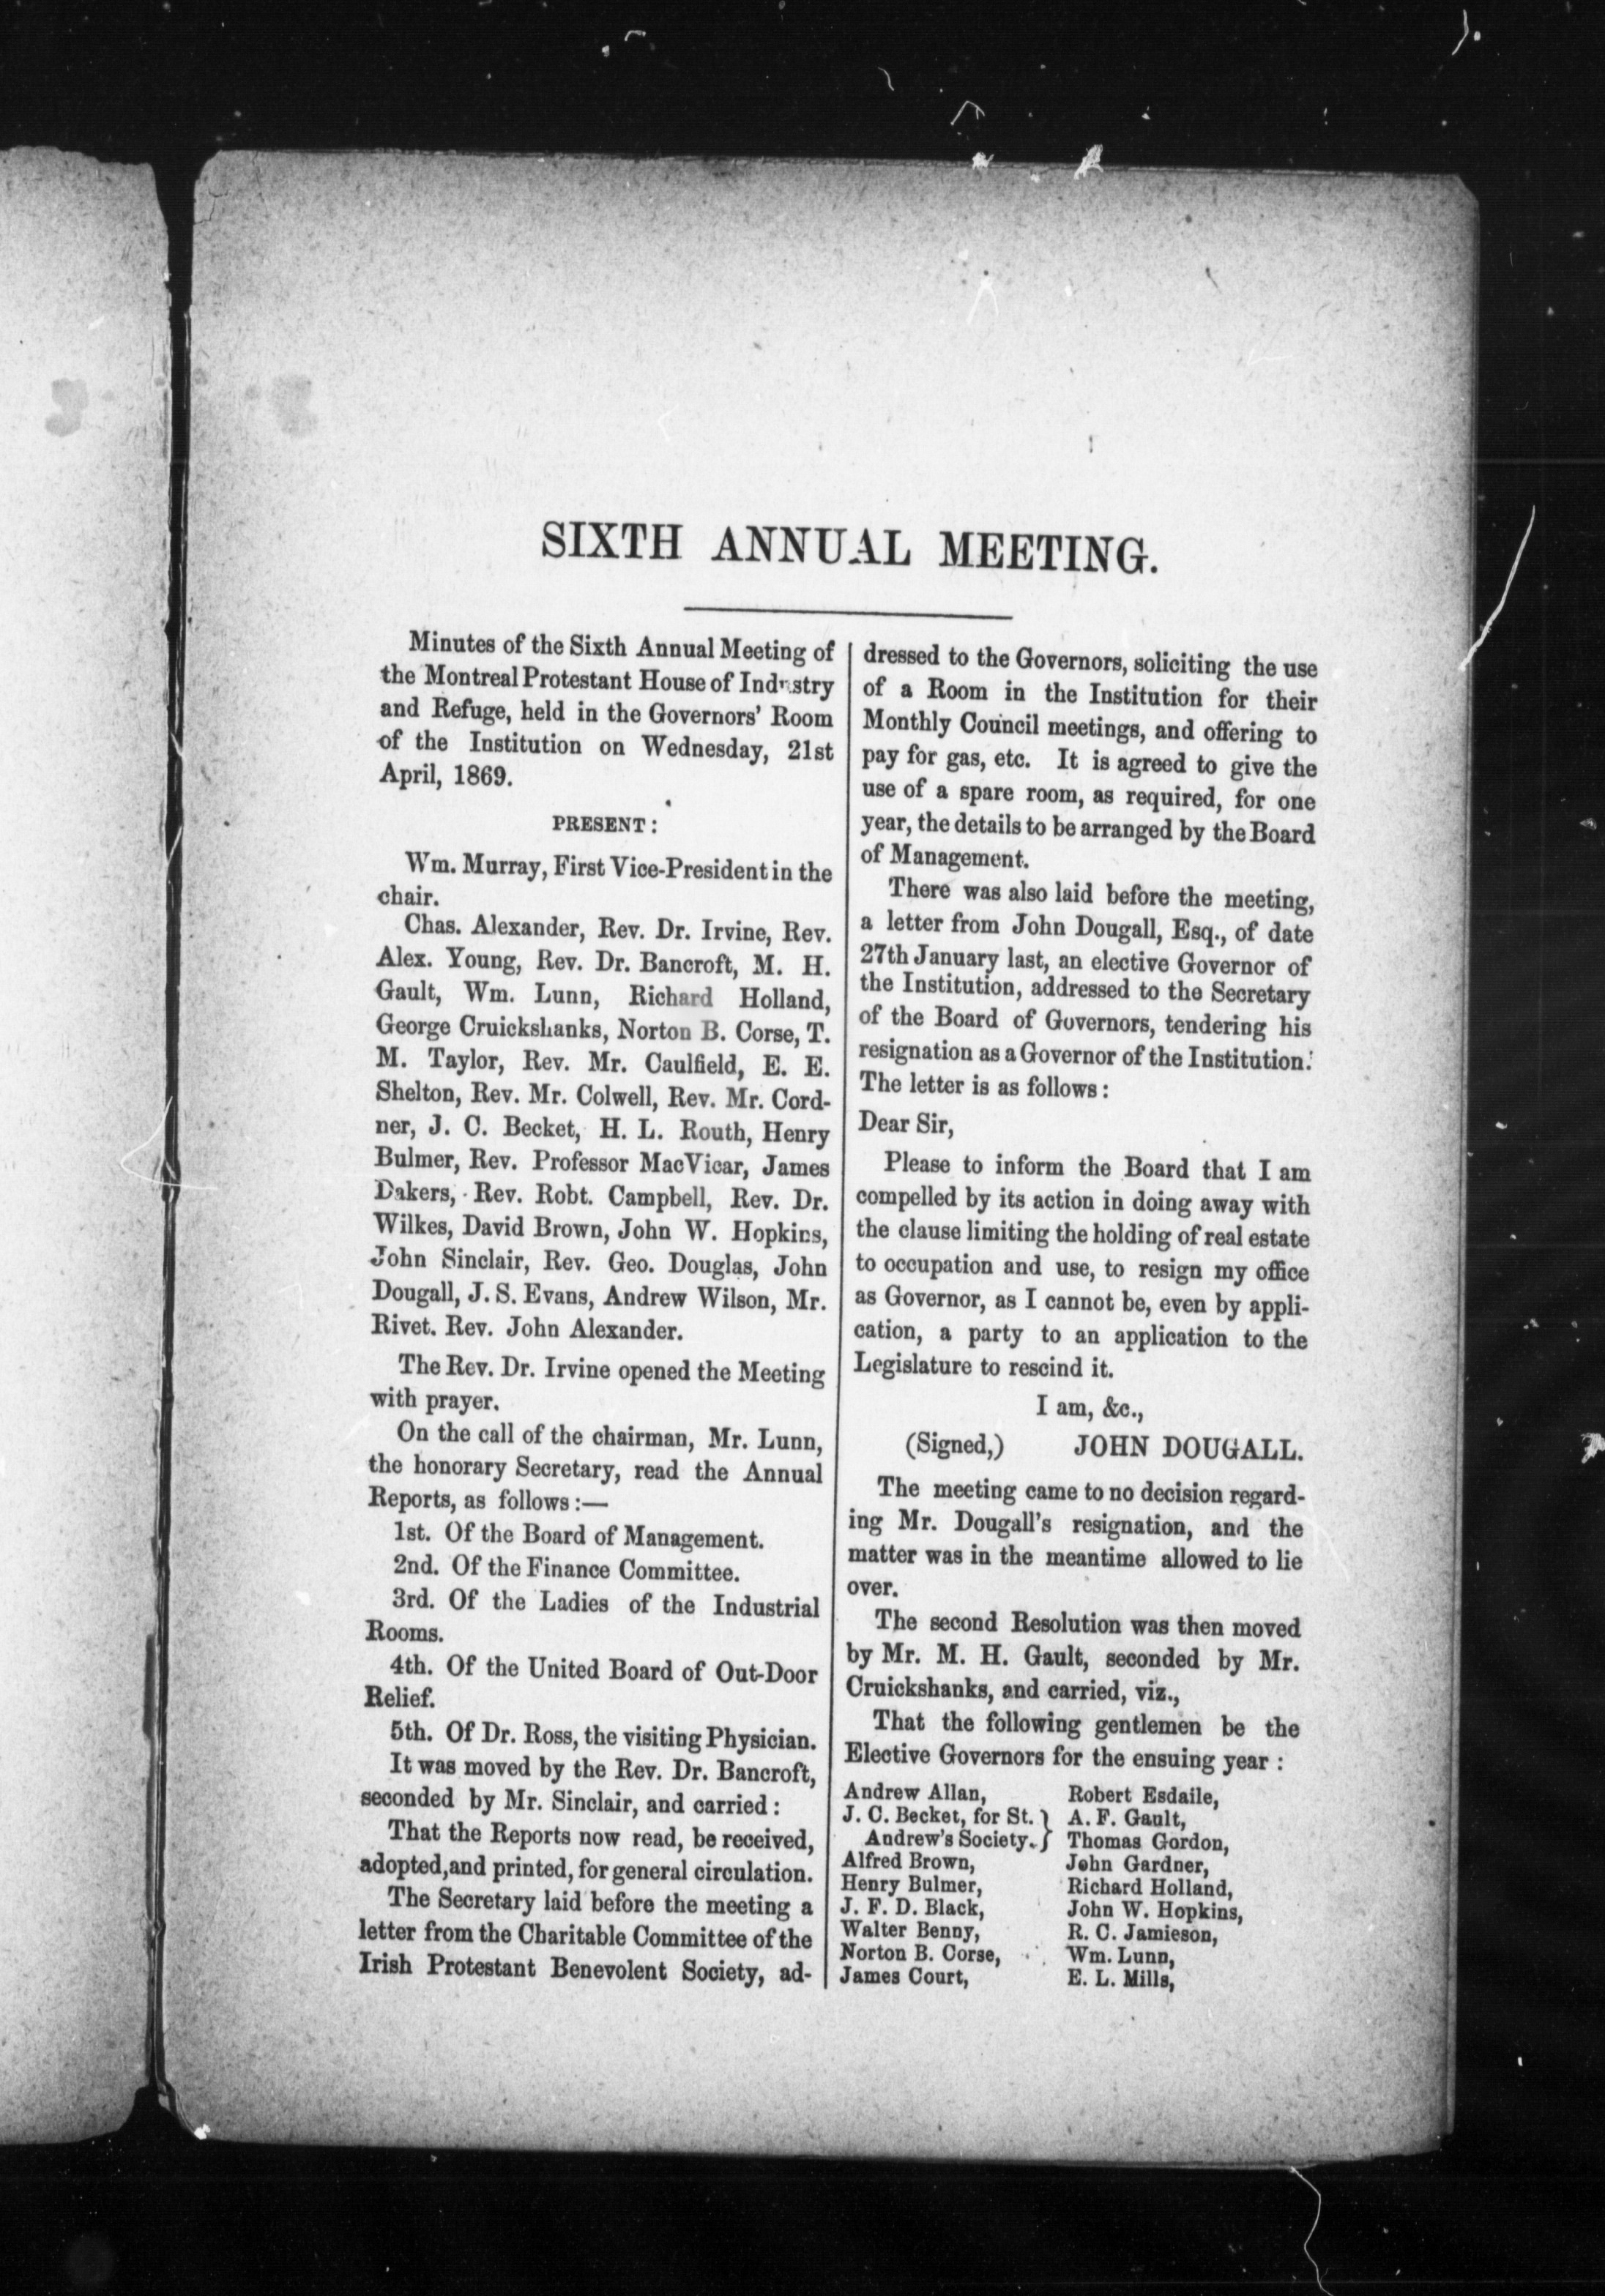 SIXTH ANNUAL MEETING.
Minutes of the Sixth Annual Meeting of
the Montreal Protestant House of Industry
and Refuge, held in the Governors' Room
of the Institution on Wednesday, 21st
April, 1869.
PRESENT:
Wm. Murray, First Vice-President in the
chair.
Chas. Alexander, Rev. Dr. Irvine, Rev.
Alex. Young, Rev. Dr. Bancroft, M. H.
Gault, Wm. Lunn, Richard Holland,
George Cruickshanks, Norton B. Corse, T.
M. Taylor, Rev. Mr. Caulfield, E. E.
Shelton, Rev. Mr. Colwell, Rev. Mr. Cord-
ner, J. C. Becket, H. L. Routh, Henry
Bulmer, Rev. Professor MacVicar, James
Dakers, Rev. Robt. Campbell, Rev. Dr.
Wilkes, David Brown, John W. Hopkins,
John Sinclair, Rev. Geo. Douglas, John
Dougall, J. S. Evans, Andrew Wilson, Mr.
Rivet. Rev. John Alexander.
The Rev. Dr. Irvine opened the Meeting
with prayer.
On the call of the chairman, Mr. Lunn,
the honorary Secretary, read the Annual
Reports, as follows:—
1st. Of the Board of Management.
2nd. Of the Finance Committee.
3rd. Of the Ladies of the Industrial
Rooms.
4th. Of the United Board of Out-Door
Relief.
5th. Of Dr. Ross, the visiting Physician.
It was moved by the Rev. Dr. Bancroft,
seconded by Mr. Sinclair, and carried:
That the Reports now read, be received,
adopted, and printed, for general circulation.
The Secretary laid before the meeting a
letter from the Charitable Committee of the
Irish Protestant Benevolent Society, ad-
dressed to the Governors, soliciting the use
of a Room in the Institution for their
Monthly Council meetings, and offering to
pay for gas, etc. It is agreed to give the
use of a spare room, as required, for one
year, the details to be arranged by the Board
of Management.
There was also laid before the meeting,
a letter from John Dougall, Esq., of date
27th January last, an elective Governor of
the Institution, addressed to the Secretary
of the Board of Governors, tendering his
resignation as a Governor of the Institution.
The letter is as follows:
Dear Sir,
Please to inform the Board that I am
compelled by its action in doing away with
the clause limiting the holding of real estate
to occupation and use, to resign my office
as Governor, as I cannot be, even by appli-
cation, a party to an application to the
Legislature to rescind it.
I am, &c.,
(Signed,) JOHN DOUGALL.
The meeting came to no decision regard-
ing Mr. Dougall's resignation, and the
matter was in the meantime allowed to lie
over.
The second Resolution was then moved
by Mr. M. H. Gault, seconded by Mr.
Cruickshanks, and carried, viz.,
That the following gentlemen be the
Elective Governors for the ensuing year:
Andrew Allan,
J. C. Becket, for St.
Andrew's Society.
Alfred Brown,
Henry Bulmer,
J. F. D. Black,
Walter Benny,
Norton B. Corse,
James Court,
Robert Esdaile,
A. F. Gault,
Thomas Gordon,
John Gardner,
Richard Holland,
John W. Hopkins,
R. C. Jamieson,
Wm. Lunn,
E. L. Mills,